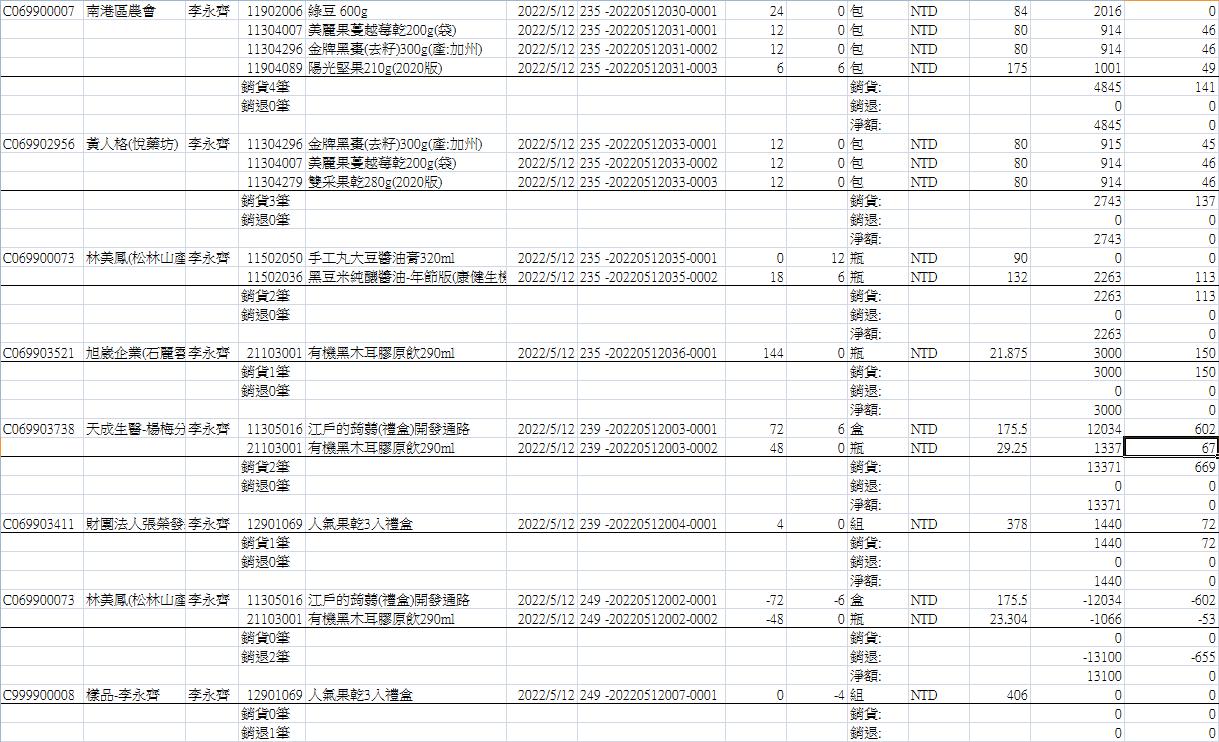 C069900007 南港區農會 李永齊 11902006 綠豆 600g 2022/5/12 235 -20220512030-0001 24 0 包 NTD 84 2016 0
11304007 美麗果蔓越莓乾200g(袋) 2022/5/12 235 -20220512031-0001 12 0 包 NTD 80 914 46
11304296 金牌黑棗(去籽)300g(產:加州) 2022/5/12 235 -20220512031-0002 12 0 包 NTD 80 914 46
11904089 陽光堅果210g(2020版) 2022/5/12 235 -20220512031-0003 6 6 包 NTD 175 1001 49
銷貨4筆 銷貨: 4845 141
銷退0筆 銷退: 0 0
淨額: 4845 0
C069902956 黃人格(悅藥坊) 李永齊 11304296 金牌黑棗(去籽)300g(產:加州) 2022/5/12 235 -20220512033-0001 12 0 包 NTD 80 915 45
11304007 美麗果蔓越莓乾200g(袋) 2022/5/12 235 -20220512033-0002 12 0 包 NTD 80 914 46
11304279 雙采果乾280g(2020版) 2022/5/12 235 -20220512033-0003 12 0 包 NTD 80 914 46
銷貨3筆 銷貨: 2743 137
銷退0筆 銷退: 0 0
淨額: 2743 0
C069900073 林美鳳(松林山產 李永齊 11502050 手工丸大豆醬油膏320ml 2022/5/12 235 -20220512035-0001 0 12 瓶 NTD 90 0 0
11502036 黑豆米純釀醬油-年節版(康健生機 2022/5/12 235 -20220512035-0002 18 6 瓶 NTD 132 2263 113
銷貨2筆 銷貨: 2263 113
銷退0筆 銷退: 0 0
淨額: 2263 0
C069903521 旭崴企業(石麗雲 李永齊 21103001 有機黑木耳膠原飲290ml 2022/5/12 235 -20220512036-0001 144 0 瓶 NTD 21.875 3000 150
銷貨1筆 銷貨: 3000 150
銷退0筆 銷退: 0 0
淨額: 3000 0
C069903738 天成生醫-楊梅分 李永齊 11305016 江戶的蒟蒻(禮盒)開發通路 2022/5/12 239 -20220512003-0001 72 6 盒 NTD 175.5 12034 602
21103001 有機黑木耳膠原飲290ml 2022/5/12 239 -20220512003-0002 48 0 瓶 NTD 29.25 1337 67
銷貨2筆 銷貨: 13371 669
銷退0筆 銷退: 0 0
淨額: 13371 0
C069903411 財團法人張榮發 李永齊 12901069 人氣果乾3入禮盒 2022/5/12 239 -20220512004-0001 4 0 組 NTD 378 1440 72
銷貨1筆 銷貨: 1440 72
銷退0筆 銷退: 0 0
淨額: 1440 0
C069900073 林美鳳(松林山產 李永齊 11305016 江戶的蒟蒻(禮盒)開發通路 2022/5/12 249 -20220512002-0001 -72 -6 盒 NTD 175.5 -12034 -602
21103001 有機黑木耳膠原飲290ml 2022/5/12 249 -20220512002-0002 -48 0 瓶 NTD 23.304 -1066 -53
銷貨0筆 銷貨: 0 0
銷退2筆 銷退: -13100 -655
淨額: 13100 0
C999900008 樣品-李永齊 李永齊 12901069 人氣果乾3入禮盒 2022/5/12 249 -20220512007-0001 0 -4 組 NTD 406 0 0
銷貨0筆 銷貨: 0 0
銷退1筆 銷退: 0 0